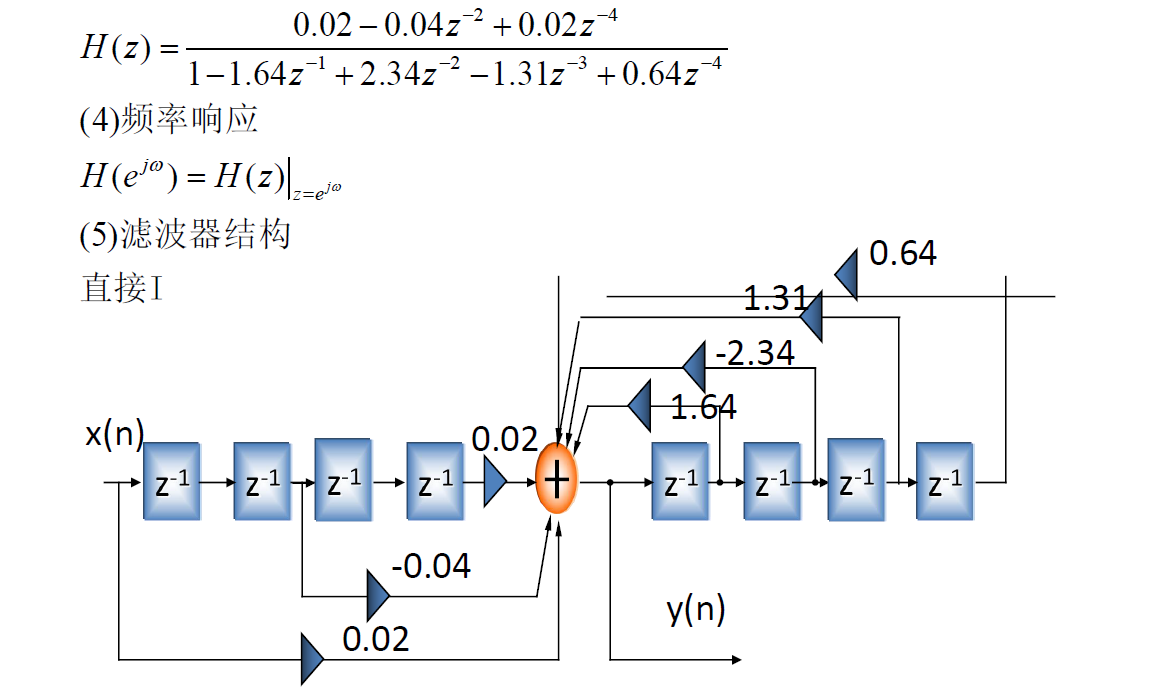 H(z) = \frac{0.02-0.04z^{-2}+0.02z^{-4}}{1-1.64z^{-1}+2.34z^{-2}-1.31z^{-3}+0.64z^{-4}}
(4)频率响应
H(e^{jω}) = H(z)|_{z=e^{jω}}
(5)滤波器结构
直接I
0.64
1.31
-2.34
1.64
x(n)
0.02
z^{-1} z^{-1} z^{-1} z^{-1} + z^{-1} z^{-1} z^{-1} z^{-1}
-0.04
y(n)
0.02